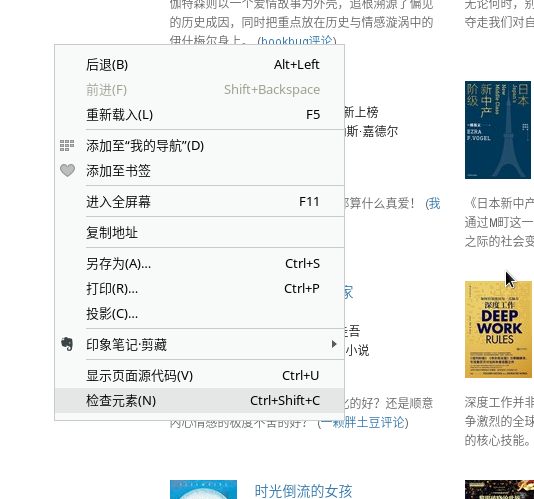 伽特森则以一个爱情故事为外壳，追根溯源了偏见
的历史成因，同时把重点放在历史与情感漩涡中的
伊什梅尔身上。 (bookbug评论)
后退(B) Alt+Left
前进(F) Shift+Backspace
重新载入(L) F5
添加至“我的导航”(D)
添加至书签
进入全屏幕 F11
复制地址
另存为(A)... Ctrl+S
打印(R)... Ctrl+P
投影(C)...
印象笔记·剪藏
显示页面源代码(V) Ctrl+U
检查元素(N) Ctrl+Shift+C
新上榜
斯·嘉德尔
算什么真爱！ (我
家
吾
小说
的好？还是顺意
内心情感的极度不舍的好？ (一颗胖土豆评论)
时光倒流的女孩
无论何时，别
夺走我们对自
日本
新中产
阶级
Japan's
New
Middle Class
EZRA
F.VOGEL
《日本新中产
通过M町这一
之际的社会变
深度工作
DEEP
WORK
RULES
深度工作并非
争激烈的全球
的核心技能。